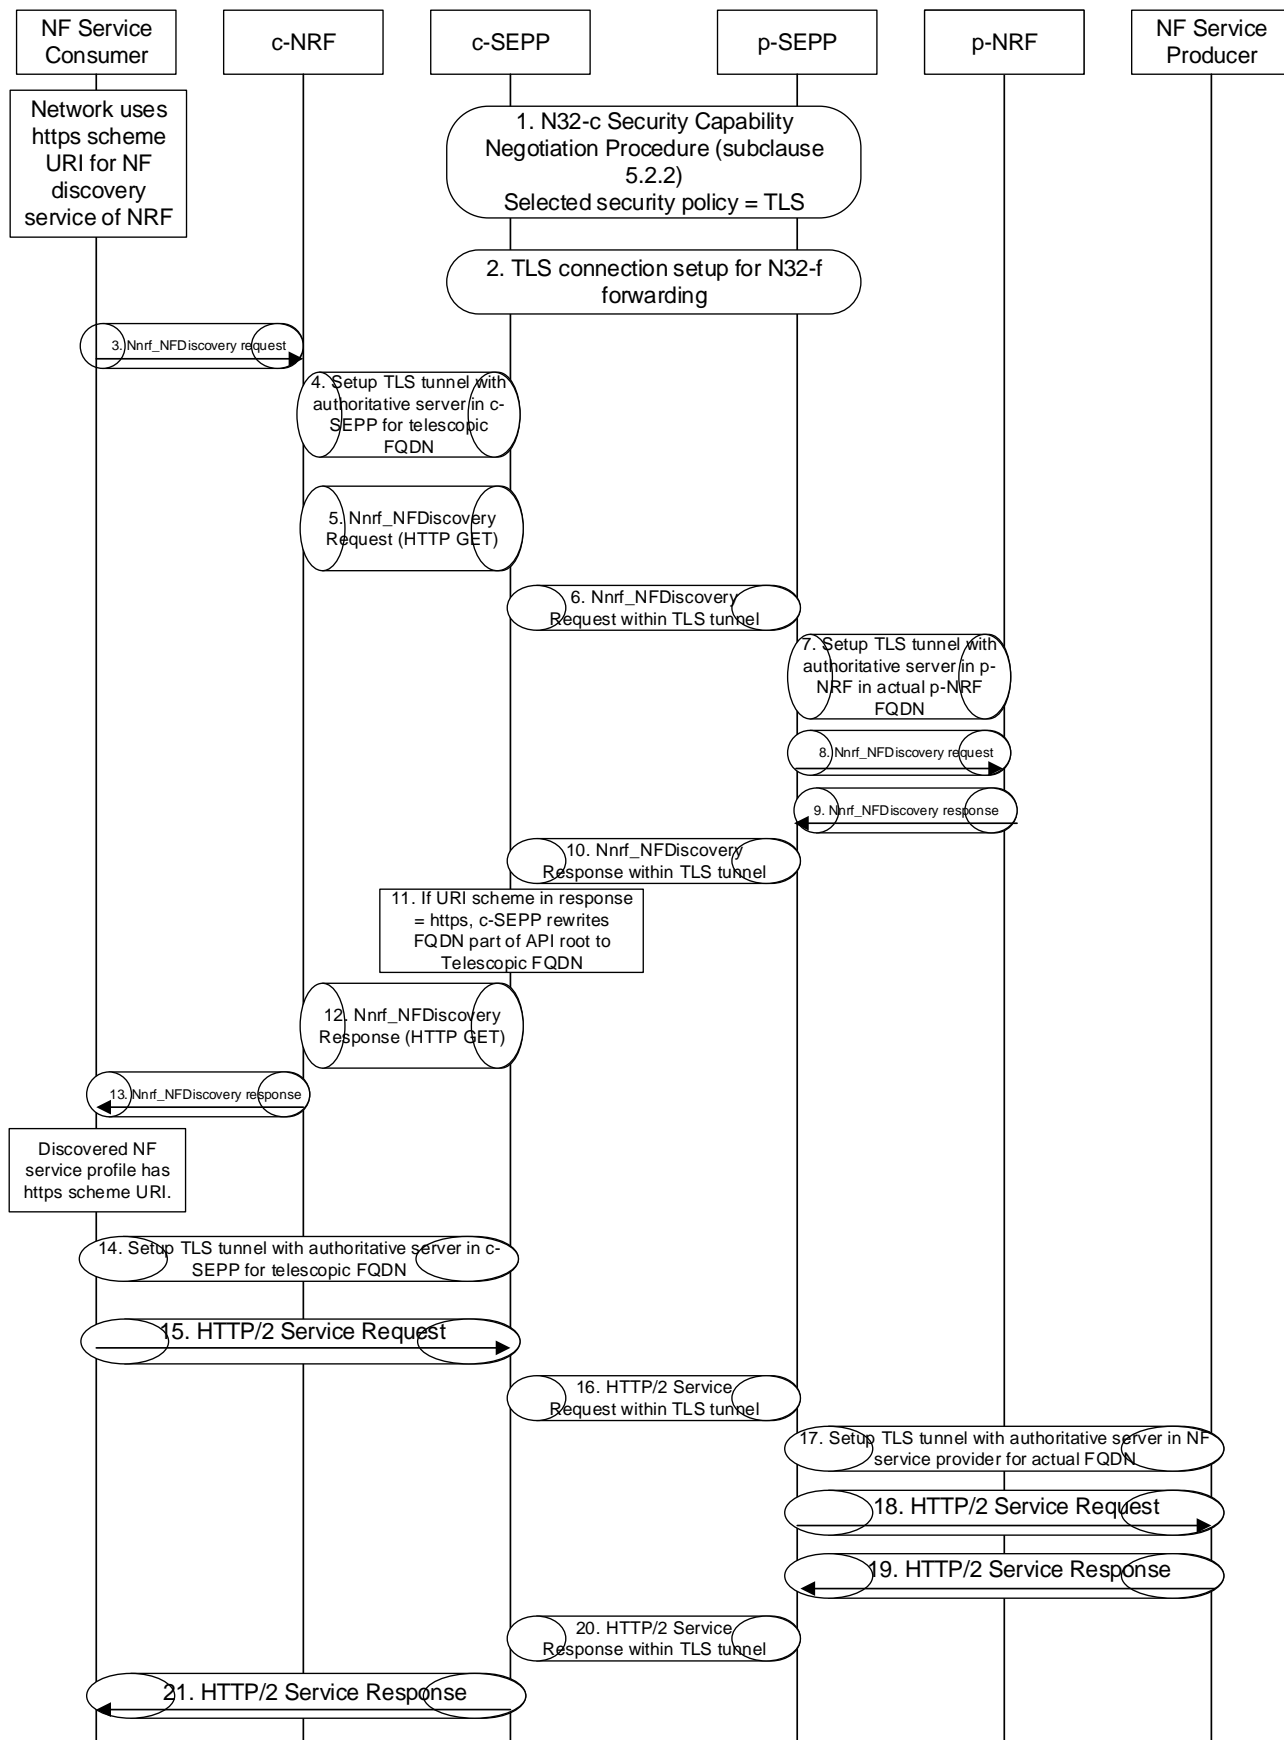 NF Service
Consumer
c-NRF
c-SEPP
p-SEPP
p-NRF
NF Service
Producer
Network uses
https scheme
URI for NF
discovery
service of NRF
1. N32-c Security Capability
Negotiation Procedure (subclause
5.2.2)
Selected security policy = TLS
2. TLS connection setup for N32-f
forwarding
3. Nnrf_NFDiscovery request
4. Setup TLS tunnel with
authoritative server in c-
SEPP for telescopic
FQDN
5. Nnrf_NFDiscovery
Request (HTTP GET)
6. Nnrf_NFDiscovery
Request within TLS tunnel
7. Setup TLS tunnel with
authoritative server in p-
NRF in actual p-NRF
FQDN
8. Nnrf_NFDiscovery request
9. Nnrf_NFDiscovery response
10. Nnrf_NFDiscovery
Response within TLS tunnel
11. If URI scheme in response
= https, c-SEPP rewrites
FQDN part of API root to
Telescopic FQDN
12. Nnrf_NFDiscovery
Response (HTTP GET)
13. Nnrf_NFDiscovery response
Discovered NF
service profile has
https scheme URI.
14. Setup TLS tunnel with authoritative server in c-
SEPP for telescopic FQDN
15. HTTP/2 Service Request
16. HTTP/2 Service
Request within TLS tunnel
17. Setup TLS tunnel with authoritative server in NF
service provider for actual FQDN
18. HTTP/2 Service Request
19. HTTP/2 Service Response
20. HTTP/2 Service
Response within TLS tunnel
21. HTTP/2 Service Response